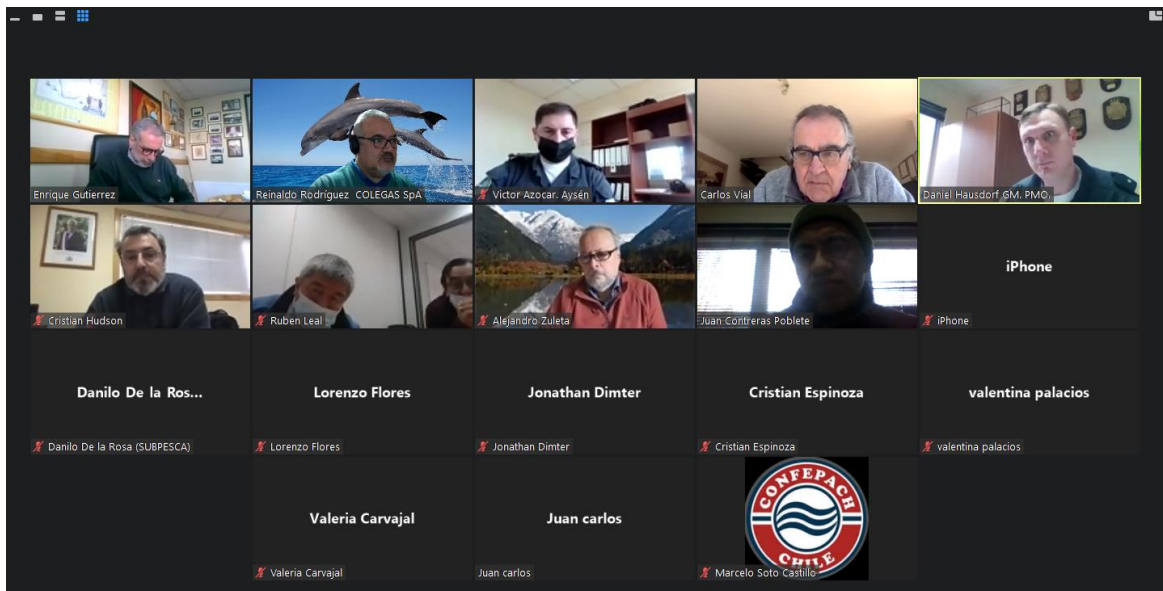 Enrique Gutierrez
Reinaldo Rodríguez COLEGAS SpA
Victor Azocar. Aysén
Carlos Vial
Daniel Hausdorf GM. PMO.
Cristian Hudson
Ruben Leal
Alejandro Zuleta
Juan Contreras Poblete
iPhone
iPhone
Danilo De la Ros...
Lorenzo Flores
Jonathan Dimter
Cristian Espinoza
valentina palacios
Danilo De la Rosa (SUBPESCA)
Lorenzo Flores
Jonathan Dimter
Cristian Espinoza
valentina palacios
Valeria Carvajal
Juan carlos
CONFEPACH
CHILE
Valeria Carvajal
Juan carlos
Marcelo Soto Castillo